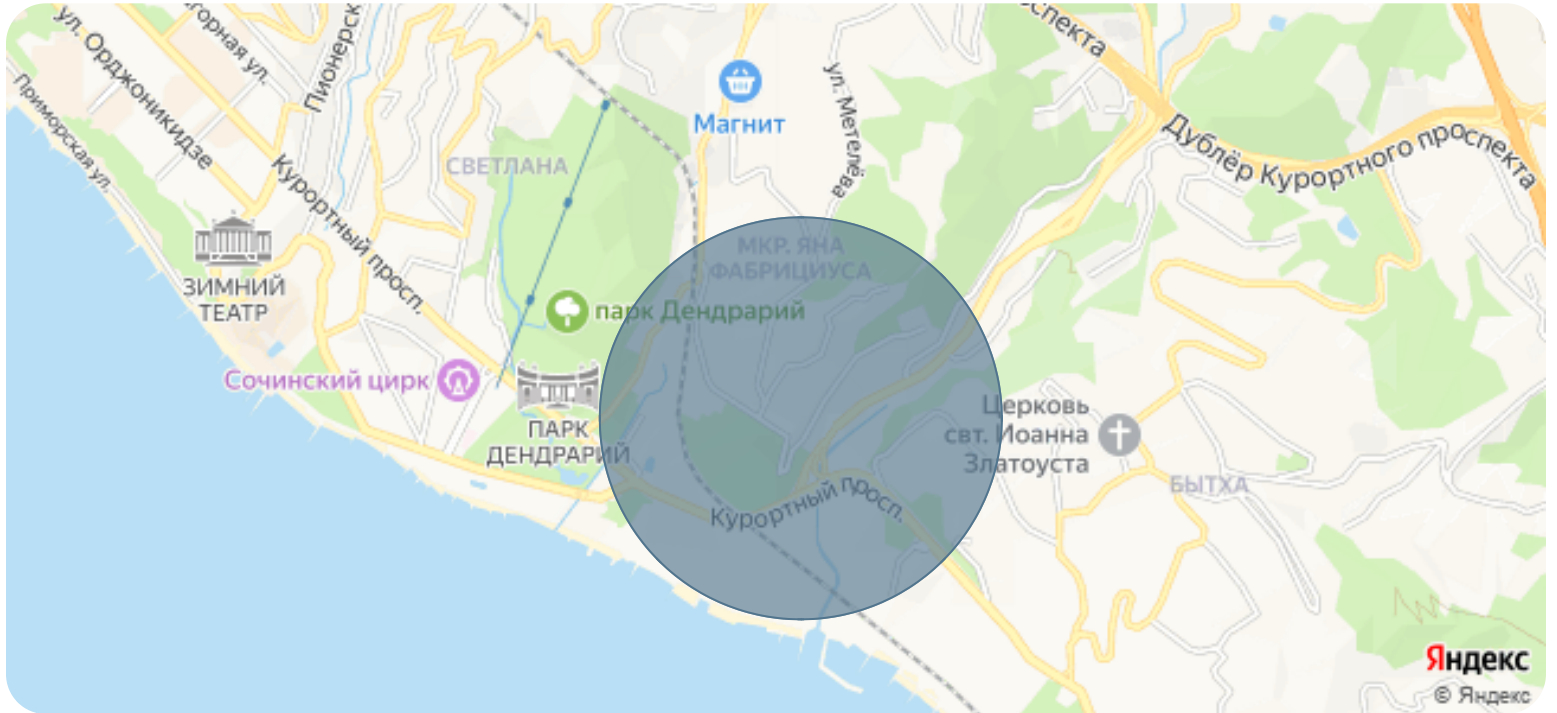 ул. Орджоникидзе
Приморская ул.
Пионерск
горная ул.
Курортный просп.
СВЕТЛАНА
Магнит
ул. Метелёва
спекта
Дублёр Курортного проспекта
ЗИМНИЙ
ТЕАТР
МКР. ЯНА
ФАБРИЦИУСА
парк Дендрарий
Сочинский цирк
ПАРК
ДЕНДРАРИЙ
Церковь
свт. Иоанна
Златоуста
БЫТХА
Курортный просп.
Яндекс
© Яндекс